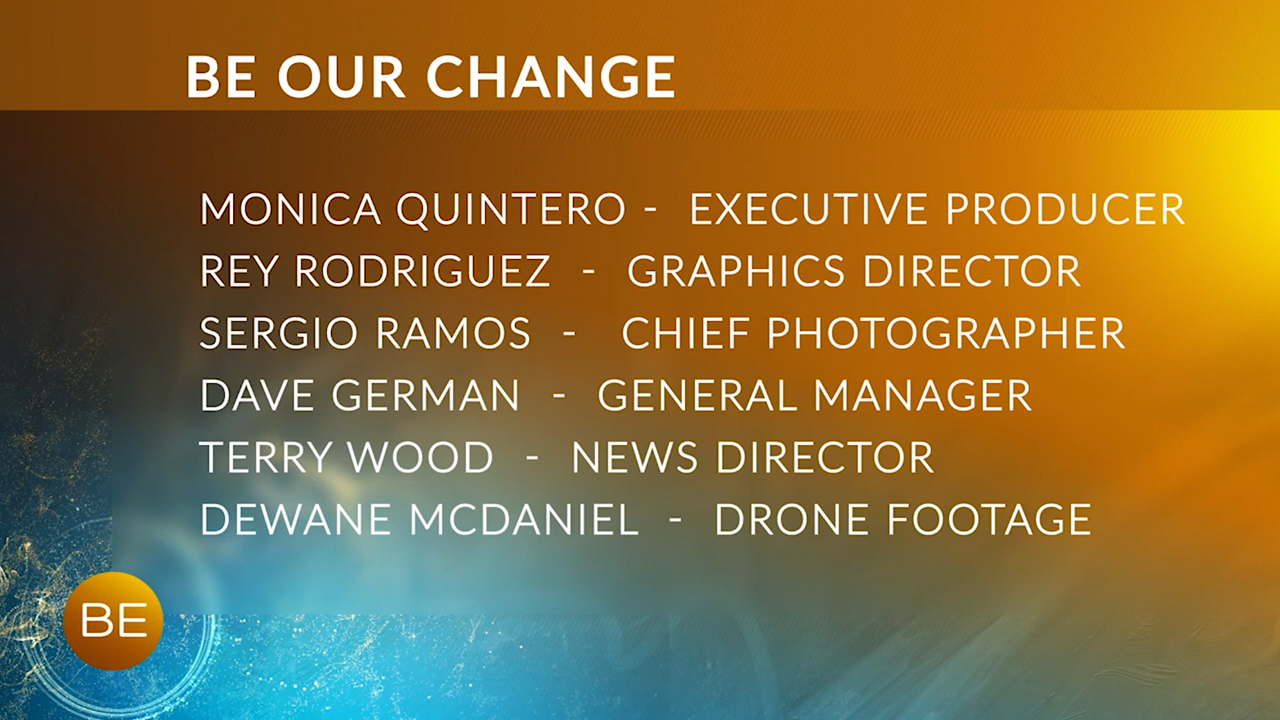 BE OUR CHANGE
MONICA QUINTERO - EXECUTIVE PRODUCER
REY RODRIGUEZ - GRAPHICS DIRECTOR
SERGIO RAMOS - CHIEF PHOTOGRAPHER
DAVE GERMAN - GENERAL MANAGER
TERRY WOOD - NEWS DIRECTOR
DEWANE MCDANIEL - DRONE FOOTAGE
BE